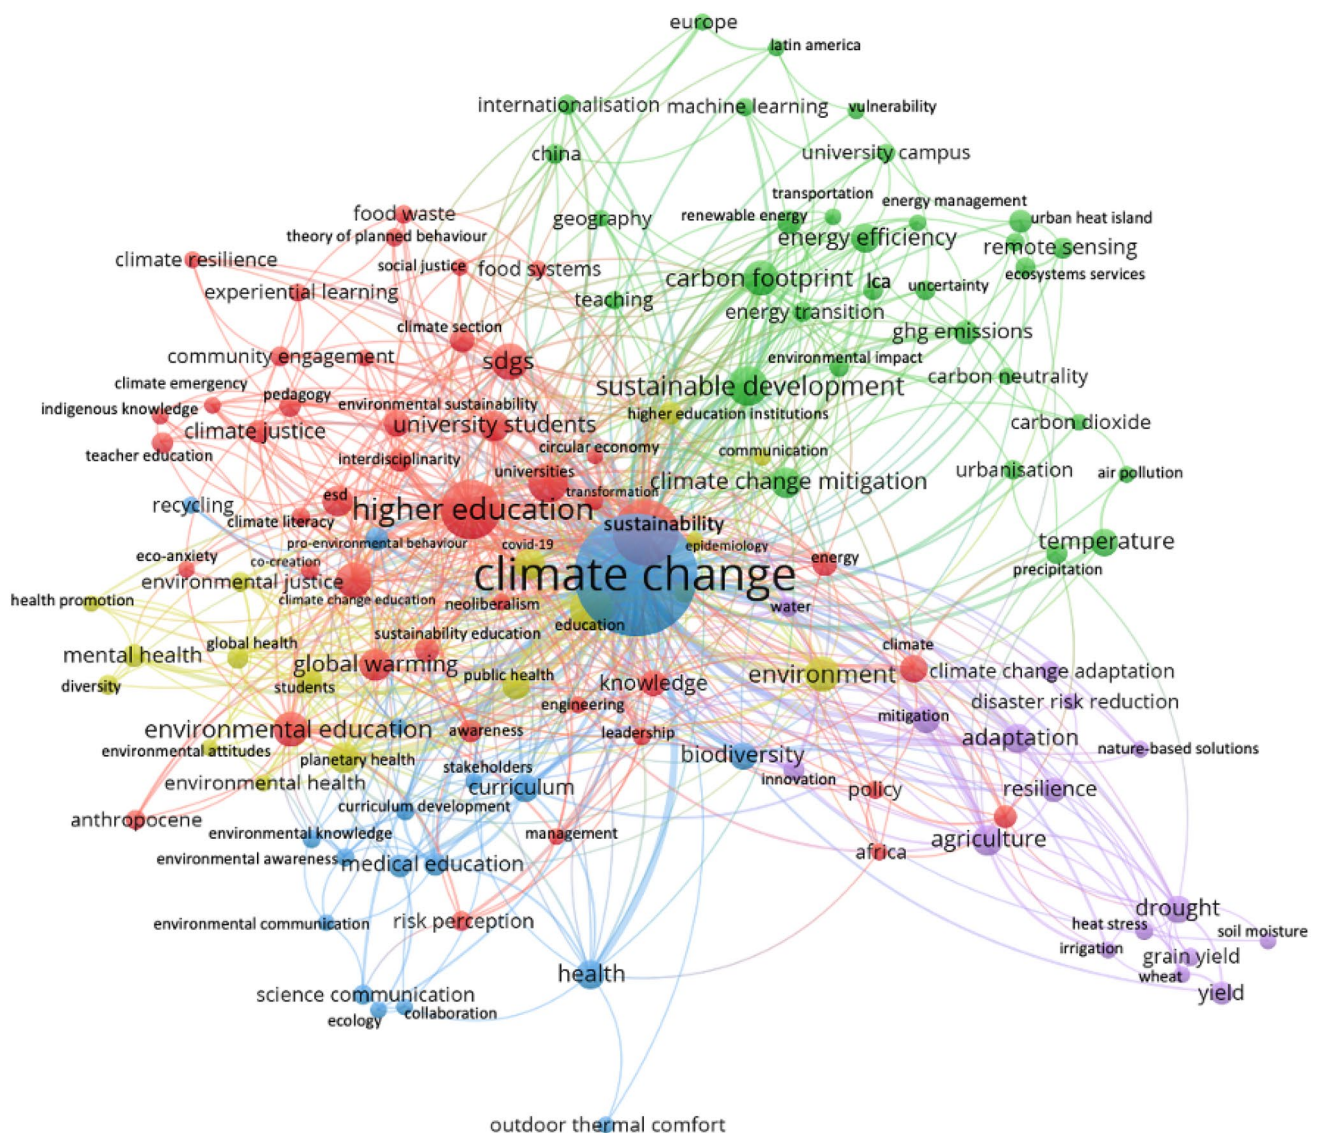 europe
latin america
internationalisation
machine learning
vulnerability
china
university campus
transportation
energy management
food waste
geography
renewable energy
urban heat island
theory of planned behaviour
energy efficiency
remote sensing
climate resilience
social justice
food systems
carbon footprint
ecosystems services
experiential learning
teaching
lca
uncertainty
energy transition
climate section
ghg emissions
community engagement
sdgs
environmental impact
climate emergency
sustainable development
carbon neutrality
pedagogy
indigenous knowledge
environmental sustainability
higher education institutions
climate justice
university students
carbon dioxide
teacher education
interdisciplinarity
circular economy
communication
universities
urbanisation
air pollution
climate change mitigation
esd
transformation
recycling
higher education
climate literacy
sustainability
pro-environmental behaviour
covid-19
epidemiology
temperature
eco-anxiety
co-creation
energy
precipitation
environmental justice
climate change
health promotion
climate change education
neoliberalism
water
education
sustainability education
global health
climate
mental health
global warming
public health
environment
climate change adaptation
diversity
students
knowledge
engineering
disaster risk reduction
environmental education
awareness
leadership
mitigation
adaptation
environmental attitudes
planetary health
biodiversity
nature-based solutions
stakeholders
environmental health
curriculum
innovation
policy
resilience
curriculum development
anthropocene
environmental knowledge
management
agriculture
environmental awareness
medical education
africa
drought
environmental communication
risk perception
heat stress
soil moisture
irrigation
grain yield
health
wheat
science communication
yield
ecology
collaboration
outdoor thermal comfort